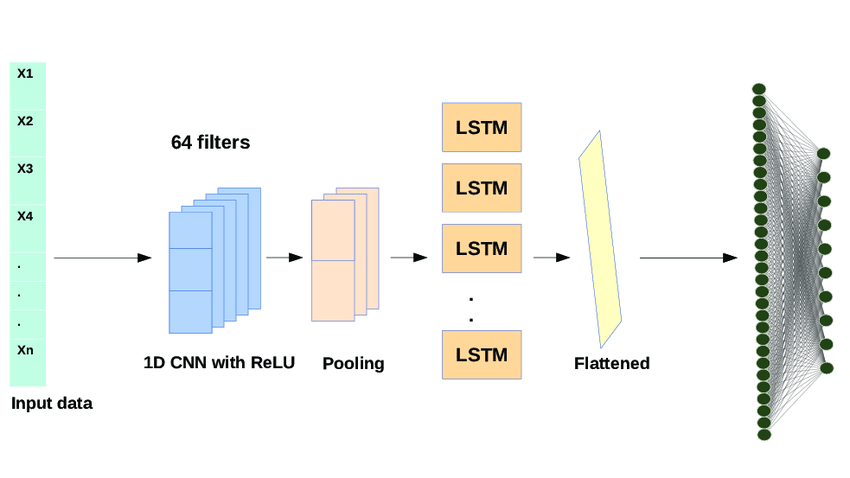 X1
X2
X3
X4
.
.
.
Xn
Input data
64 filters
1D CNN with ReLU
Pooling
LSTM
LSTM
LSTM
.
.
LSTM
Flattened